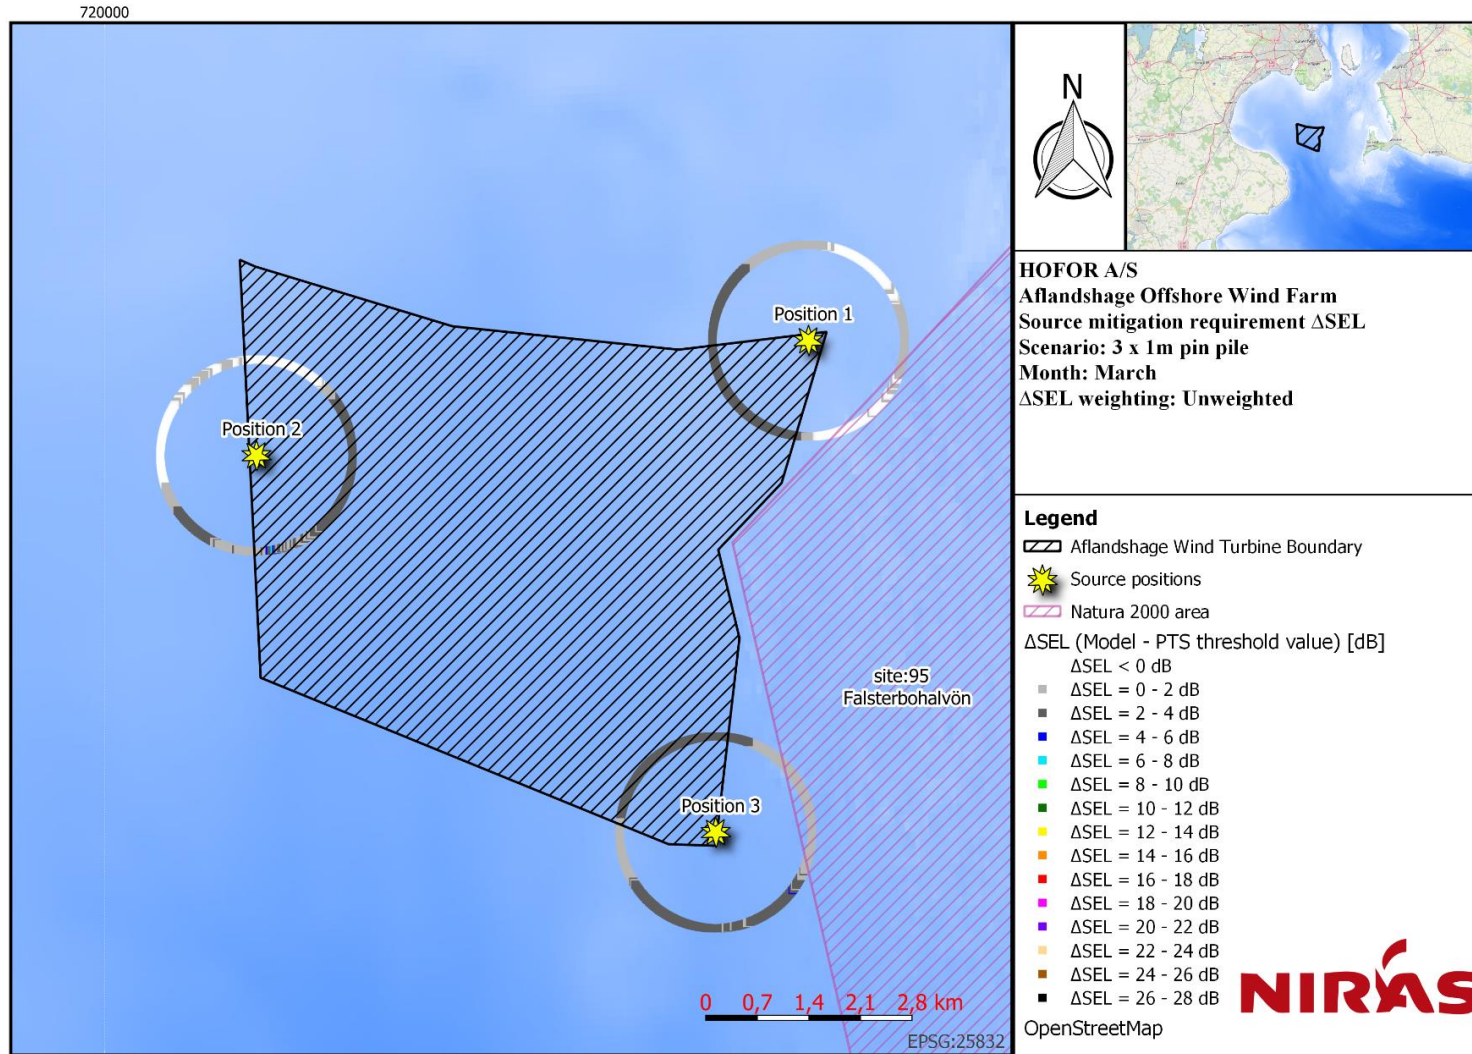 720000
N
HOFOR A/S
Aflandshage Offshore Wind Farm
Source mitigation requirement ΔSEL
Scenario: 3 x 1m pin pile
Month: March
ΔSEL weighting: Unweighted
Position 1
Position 2
Position 3
site:95
Falsterbohalvön
0 0,7 1,4 2,1 2,8 km
EPSG:25832
Legend
Aflandshage Wind Turbine Boundary
Source positions
Natura 2000 area
ΔSEL (Model - PTS threshold value) [dB]
ΔSEL < 0 dB
ΔSEL = 0 - 2 dB
ΔSEL = 2 - 4 dB
ΔSEL = 4 - 6 dB
ΔSEL = 6 - 8 dB
ΔSEL = 8 - 10 dB
ΔSEL = 10 - 12 dB
ΔSEL = 12 - 14 dB
ΔSEL = 14 - 16 dB
ΔSEL = 16 - 18 dB
ΔSEL = 18 - 20 dB
ΔSEL = 20 - 22 dB
ΔSEL = 22 - 24 dB
ΔSEL = 24 - 26 dB
ΔSEL = 26 - 28 dB
OpenStreetMap
NIRAS